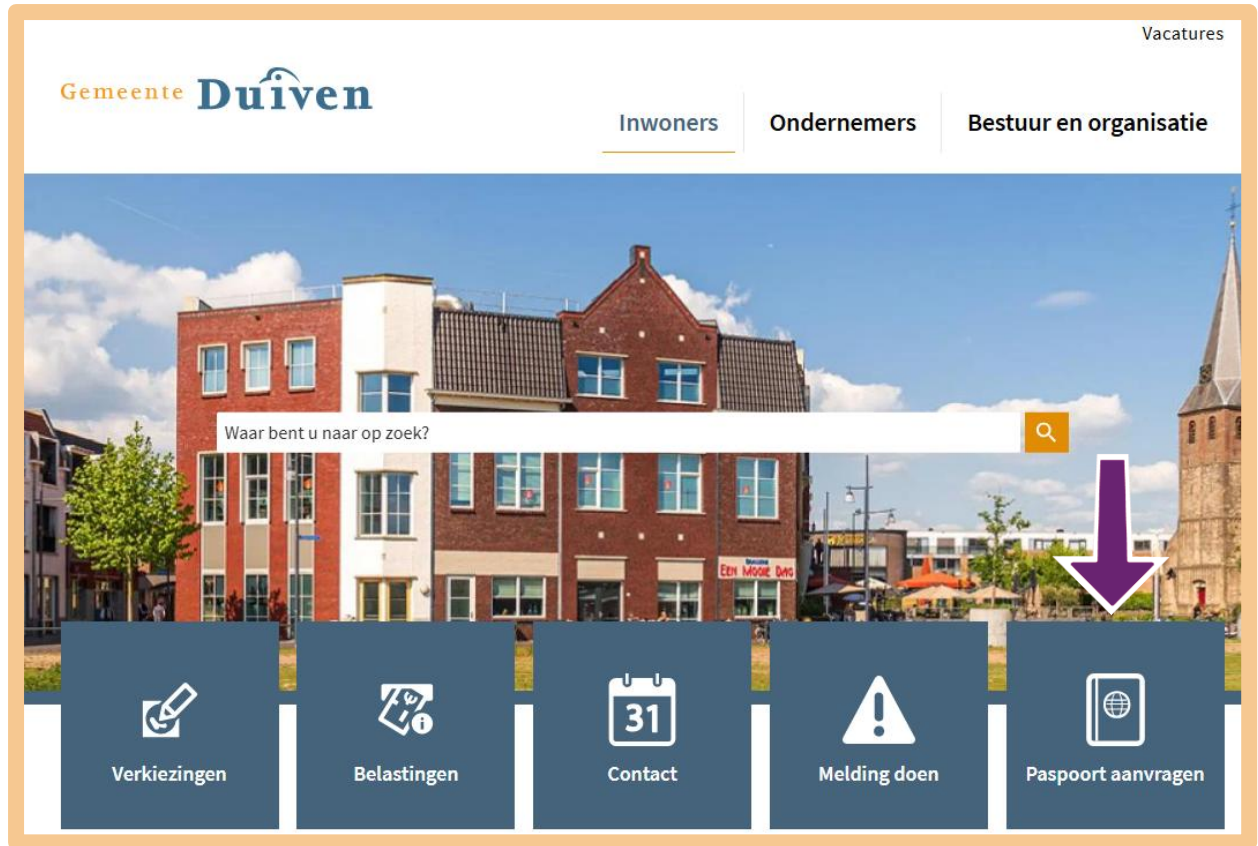 Vacatures
Gemeente Duiven
Inwoners Ondernemers Bestuur en organisatie
Waar bent u naar op zoek?
EEN MOOIE DAG
31
Verkiezingen Belastingen Contact Melding doen Paspoort aanvragen